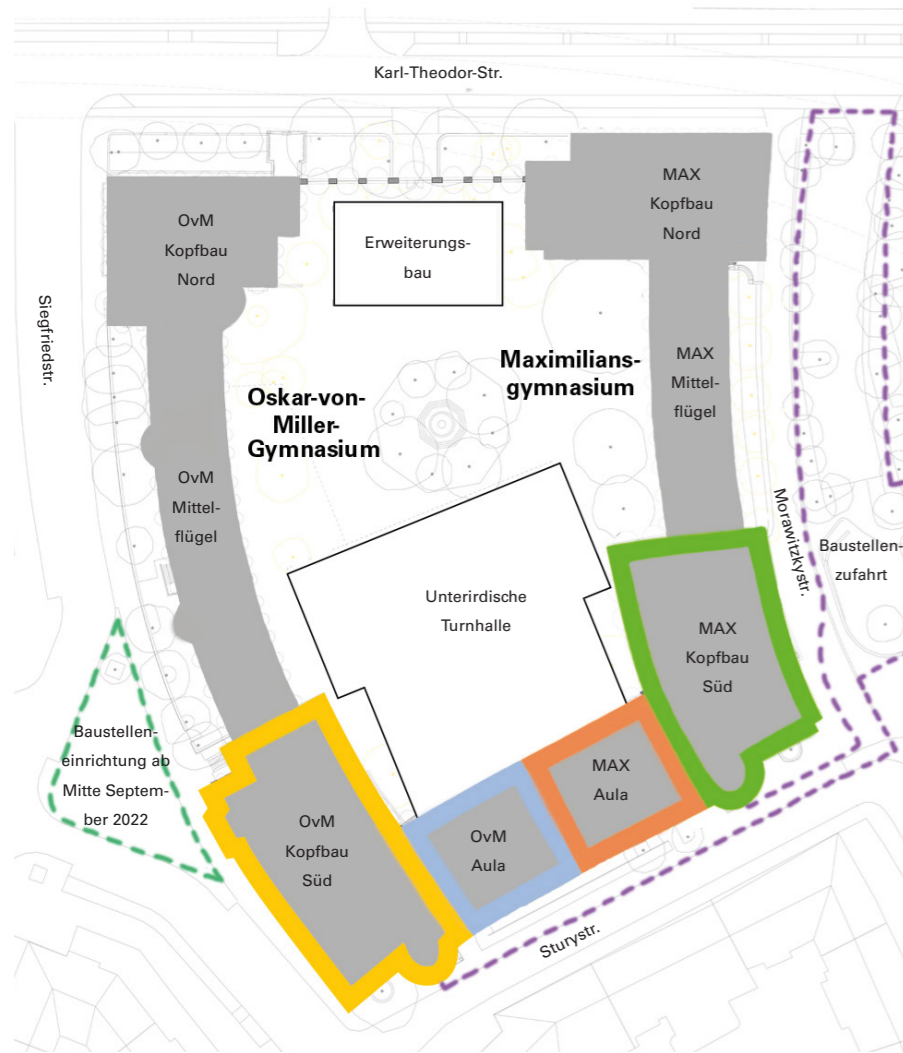 Karl-Theodor-Str.
OvM
Kopfbau
Nord
Erweiterungs-
bau
MAX
Kopfbau
Nord
Siegfriedstr.
Oskar-von-
Miller-
Gymnasium
Maximilians-
gymnasium
MAX
Mittel-
flügel
OvM
Mittel-
flügel
Morawitzkystr.
Baustellen-
zufahrt
Unterirdische
Turnhalle
MAX
Kopfbau
Süd
Baustellen-
einrichtung ab
Mitte Septem-
ber 2022
MAX
Aula
OvM
Kopfbau
Süd
OvM
Aula
Sturystr.